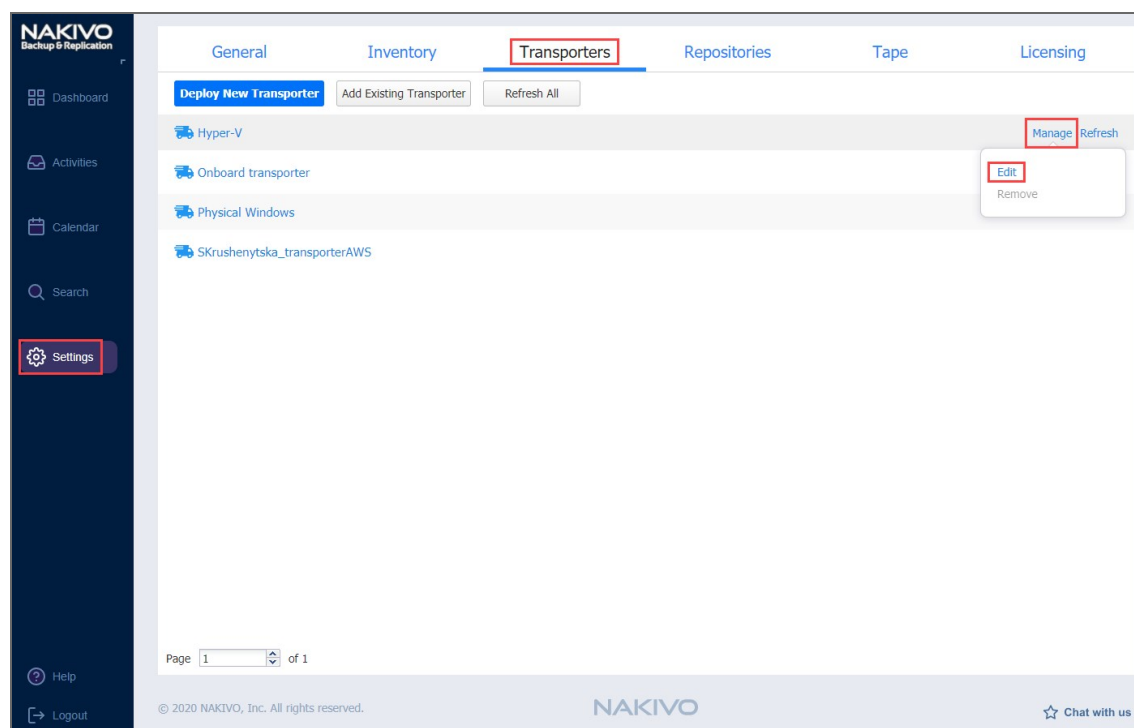 NAKIVO
Backup & Replication
General Inventory Transporters Repositories Tape Licensing
Dashboard
Deploy New Transporter Add Existing Transporter Refresh All
Hyper-V Manage Refresh
Activities
Onboard transporter Edit
Remove
Physical Windows
Calendar
SKrushenytska_transporterAWS
Search
Settings
Page 1 of 1
Help
© 2020 NAKIVO, Inc. All rights reserved. NAKIVO Chat with us
Logout